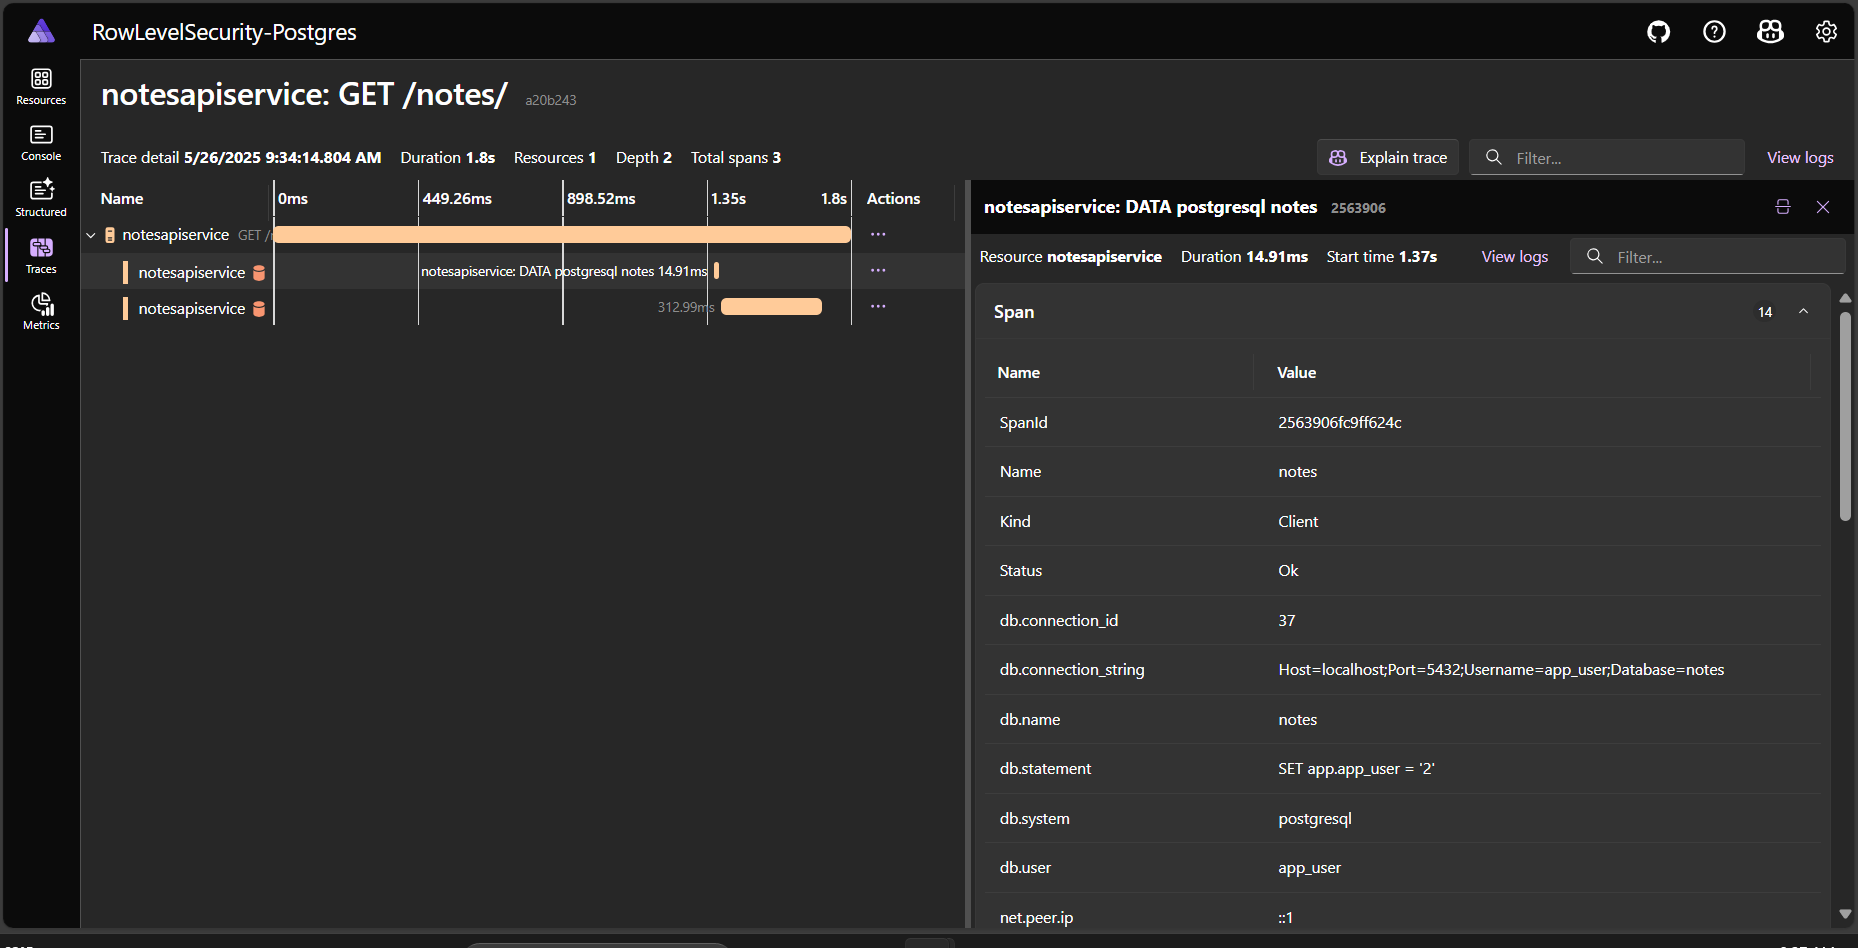 RowLevelSecurity-Postgres
Resources
Console
Structured
Traces
Metrics
notesapiservice: GET /notes/ a20b243
Trace detail 5/26/2025 9:34:14.804 AM Duration 1.8s Resources 1 Depth 2 Total spans 3
Explain trace
Filter...
View logs
Name 0ms 449.26ms 898.52ms 1.35s 1.8s Actions
notesapiservice GET /
notesapiservice notesapiservice: DATA postgresql notes 14.91ms
notesapiservice 312.99ms
notesapiservice: DATA postgresql notes 2563906
Resource notesapiservice Duration 14.91ms Start time 1.37s View logs Filter...
Span 14
Name Value
SpanId 2563906fc9ff624c
Name notes
Kind Client
Status Ok
db.connection_id 37
db.connection_string Host=localhost;Port=5432;Username=app_user;Database=notes
db.name notes
db.statement SET app.app_user = '2'
db.system postgresql
db.user app_user
net.peer.ip ::1